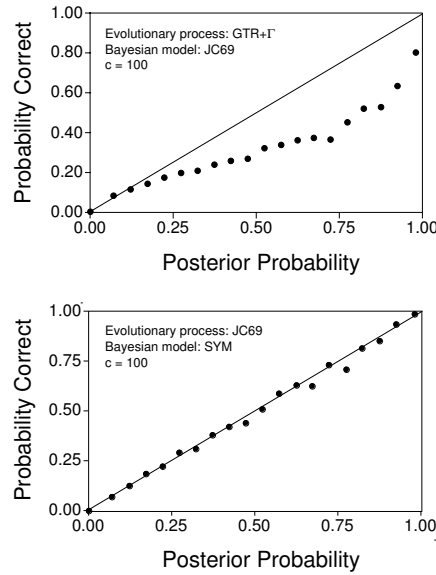 1.00
Evolutionary process: GTR+Γ
Bayesian model: JC69
c = 100
0.80
0.60
0.40
0.20
0.00
Probability Correct
0.00 0.25 0.50 0.75 1.00
Posterior Probability
1.00
Evolutionary process: JC69
Bayesian model: SYM
c = 100
0.75
0.50
0.25
0.00
Probability Correct
0.00 0.25 0.50 0.75 1.00
Posterior Probability